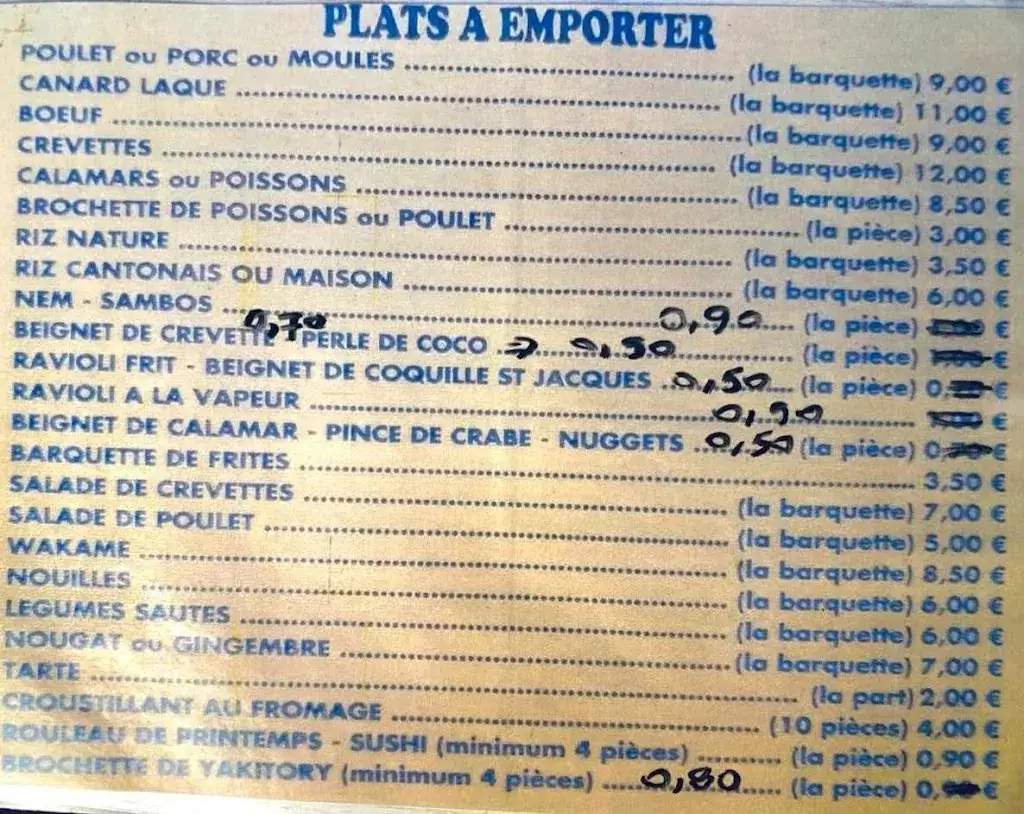 PLATS A EMPORTER
POULET ou PORC ou MOULES ........ (la barquette) 9,00 €
CANARD LAQUE ........ (la barquette) 11,00 €
BOEUF ........ (la barquette) 9,00 €
CREVETTES ........ (la barquette) 12,00 €
CALAMARS ou POISSONS ........ (la barquette) 8,50 €
BROCHETTE DE POISSONS ou POULET ........ (la pièce) 3,00 €
RIZ NATURE ........ (la barquette) 3,50 €
RIZ CANTONAIS OU MAISON ........ (la barquette) 6,00 €
NEM - SAMBOS ........ 0,90 .... (la pièce) €
0,70
BEIGNET DE CREVETTE - PERLE DE COCO ........ 0,50 ........ (la pièce) €
RAVIOLI FRIT - BEIGNET DE COQUILLE ST JACQUES .. 0,50 .... (la pièce) 0, €
RAVIOLI A LA VAPEUR ........ 0,90 ........ €
BEIGNET DE CALAMAR - PINCE DE CRABE - NUGGETS .. 0,50 (la pièce) 0,70 €
BARQUETTE DE FRITES ........ 3,50 €
SALADE DE CREVETTES ........ (la barquette) 7,00 €
SALADE DE POULET ........ (la barquette) 5,00 €
WAKAME ........ (la barquette) 8,50 €
NOUILLES ........ (la barquette) 6,00 €
LEGUMES SAUTES ........ (la barquette) 6,00 €
NOUGAT ou GINGEMBRE ........ (la barquette) 7,00 €
TARTE ........ (la part) 2,00 €
CROUSTILLANT AU FROMAGE ........ (10 pièces) 4,00 €
ROULEAU DE PRINTEMPS - SUSHI (minimum 4 pièces) ........ (la pièce) 0,90 €
BROCHETTE DE YAKITORY (minimum 4 pièces) ..... 0,80 ..... (la pièce) 0,90 €